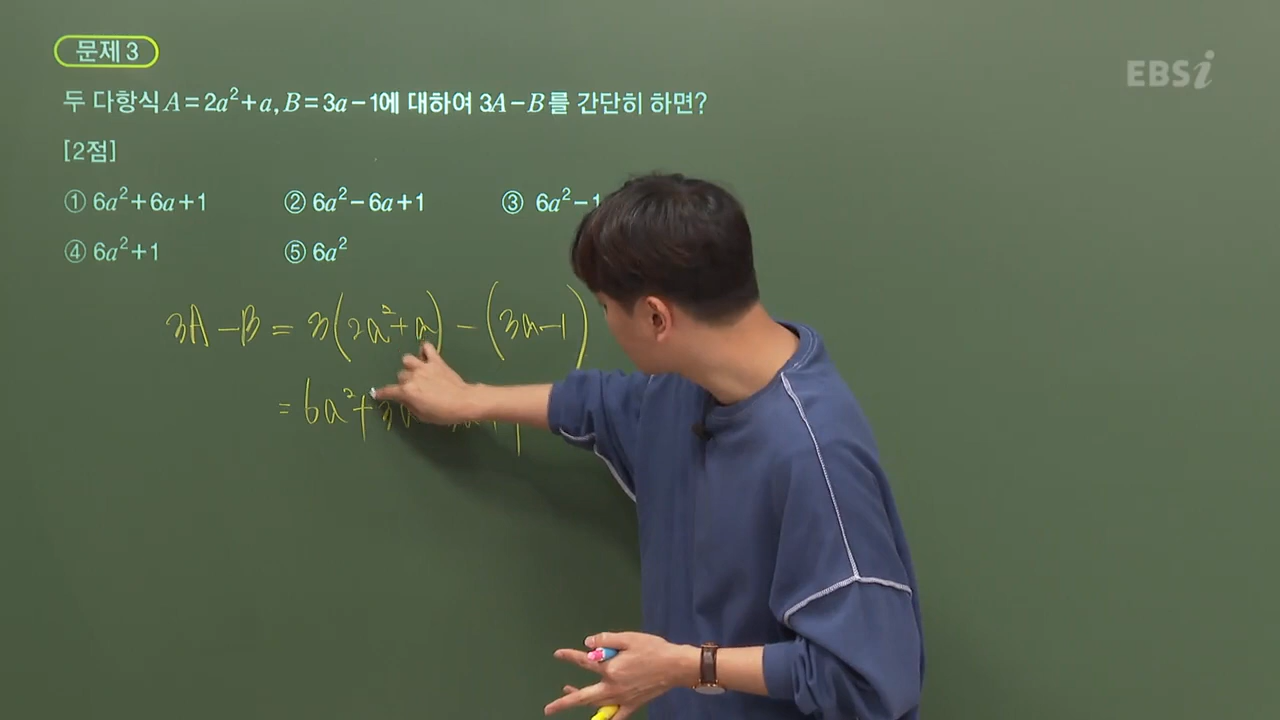 문제 3
EBSi
두 다항식 A = 2a² + a, B = 3a − 1에 대하여 3A − B를 간단히 하면?
[2점]
① 6a² + 6a + 1 ② 6a² − 6a + 1 ③ 6a² − 1
④ 6a² + 1 ⑤ 6a²
3A − B = 3(2a² + a) − (3a − 1)
= 6a² + 3a